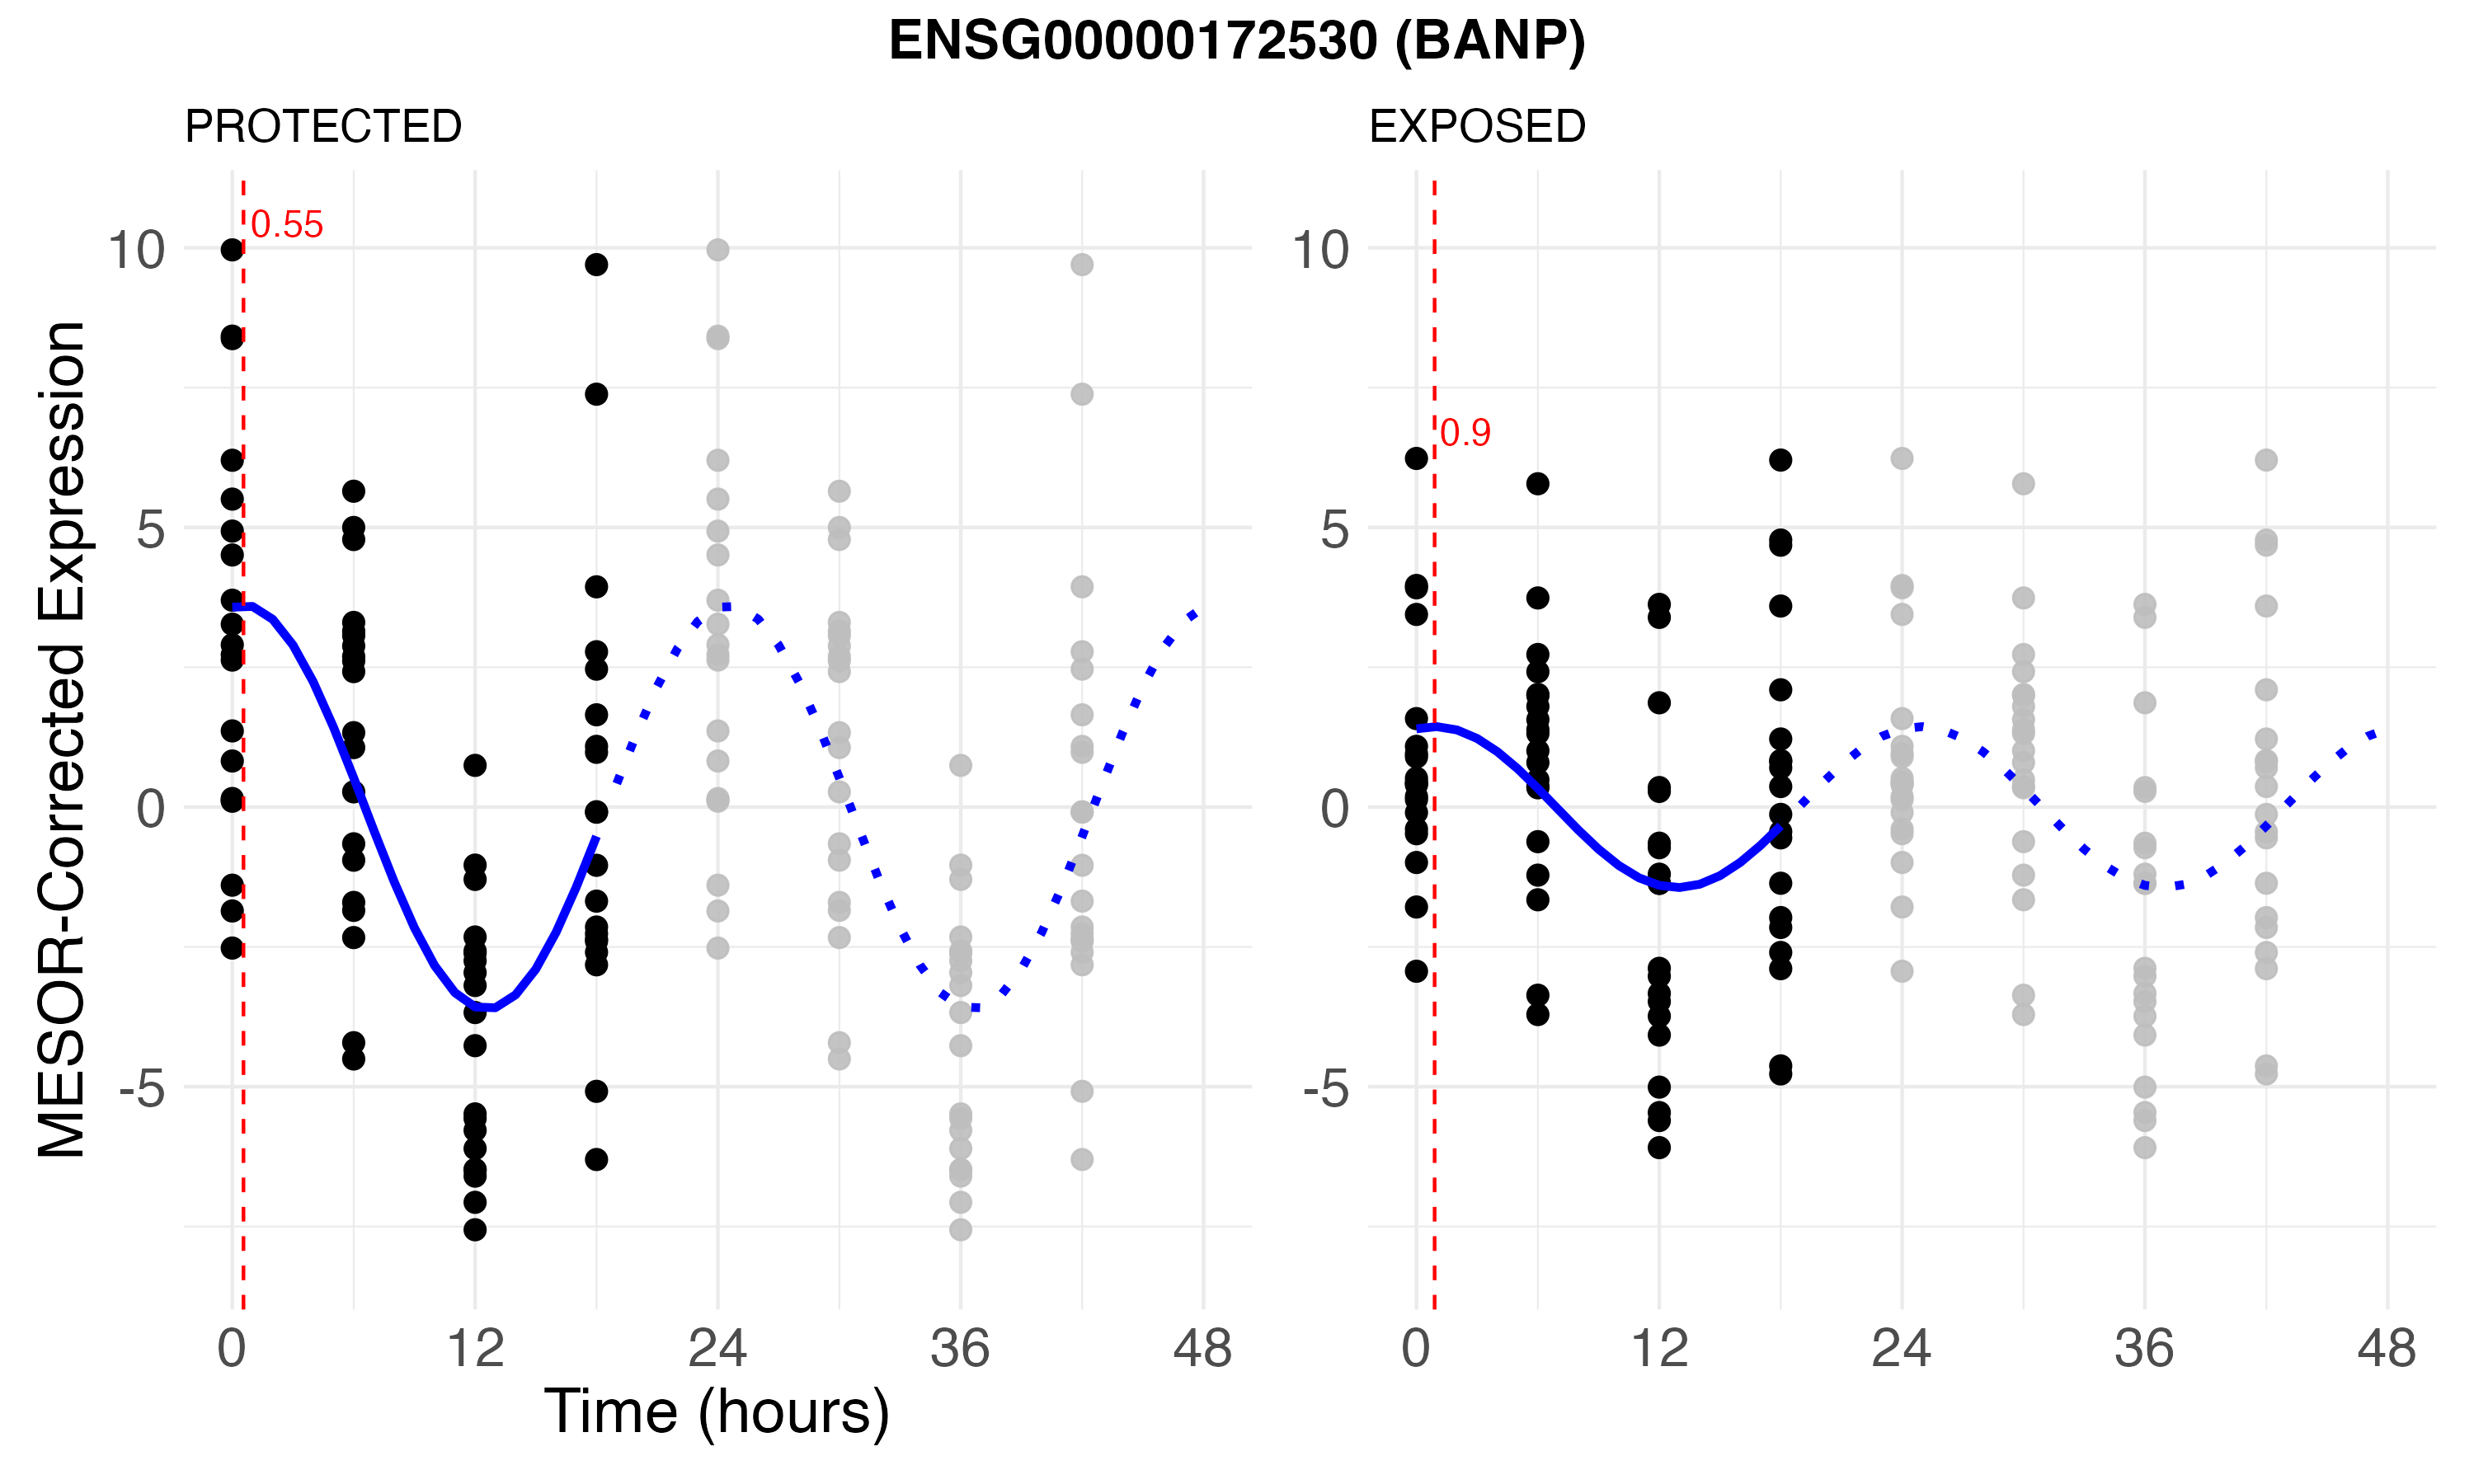 ENSG00000172530 (BANP)
PROTECTED
EXPOSED
MESOR-Corrected Expression
10
5
0
-5
0.55
0 12 24 36 48
10
5
0
-5
0.9
0 12 24 36 48
Time (hours)